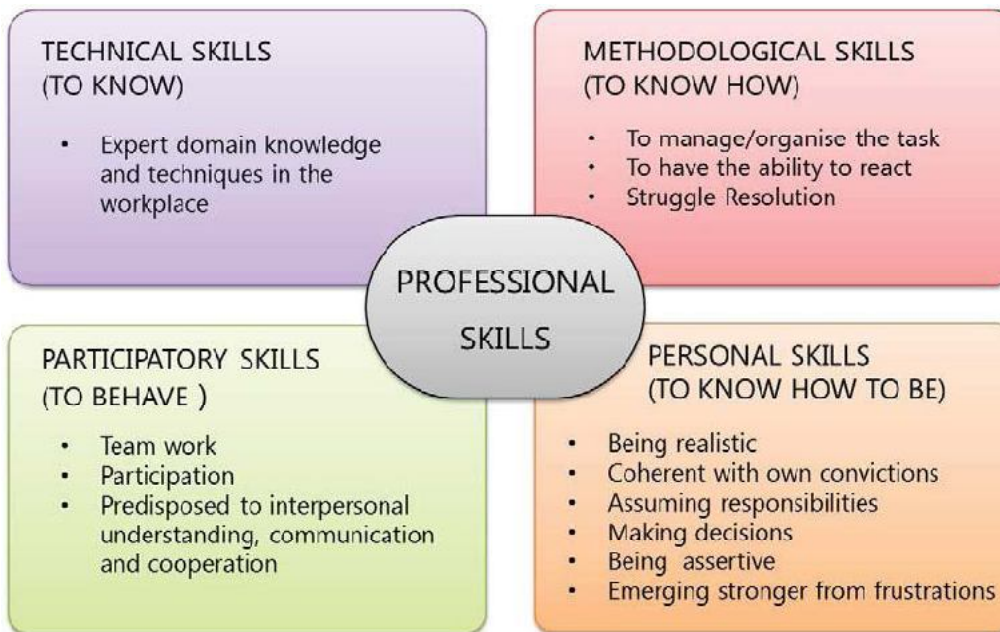 TECHNICAL SKILLS
(TO KNOW)
• Expert domain knowledge
and techniques in the
workplace
METHODOLOGICAL SKILLS
(TO KNOW HOW)
• To manage/organise the task
• To have the ability to react
• Struggle Resolution
PROFESSIONAL
SKILLS
PARTICIPATORY SKILLS
(TO BEHAVE )
• Team work
• Participation
• Predisposed to interpersonal
understanding, communication
and cooperation
PERSONAL SKILLS
(TO KNOW HOW TO BE)
• Being realistic
• Coherent with own convictions
• Assuming responsibilities
• Making decisions
• Being assertive
• Emerging stronger from frustrations